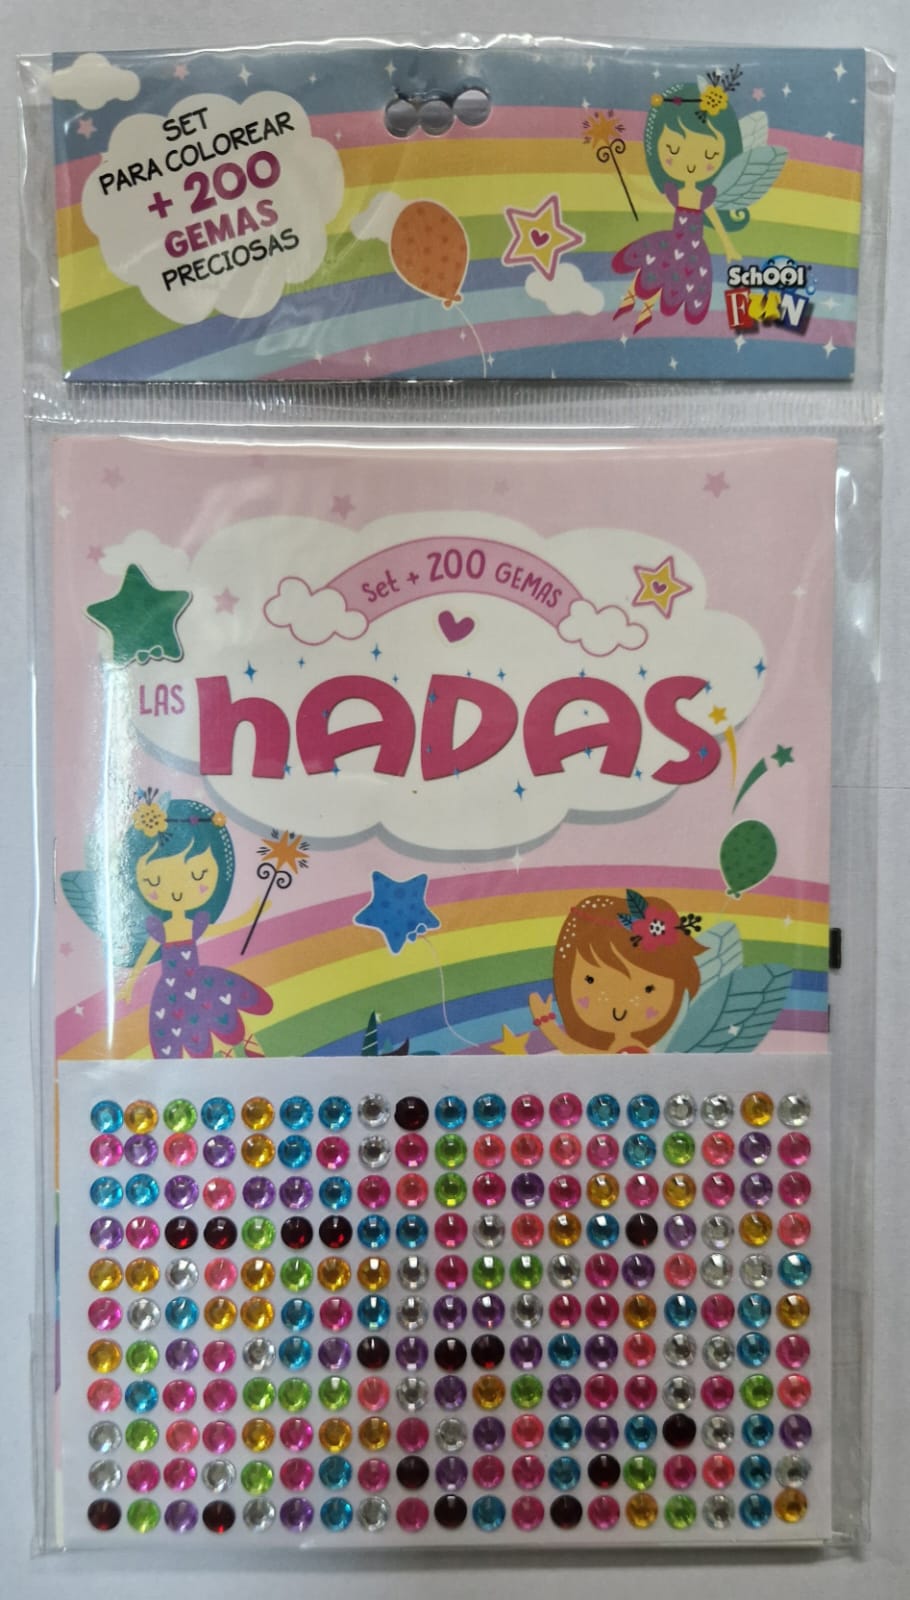 SET
PARA COLOREAR
+ 200
GEMAS
PRECIOSAS
SCHOOL
FUN
Set + 200 GEMAS
LAS HADAS